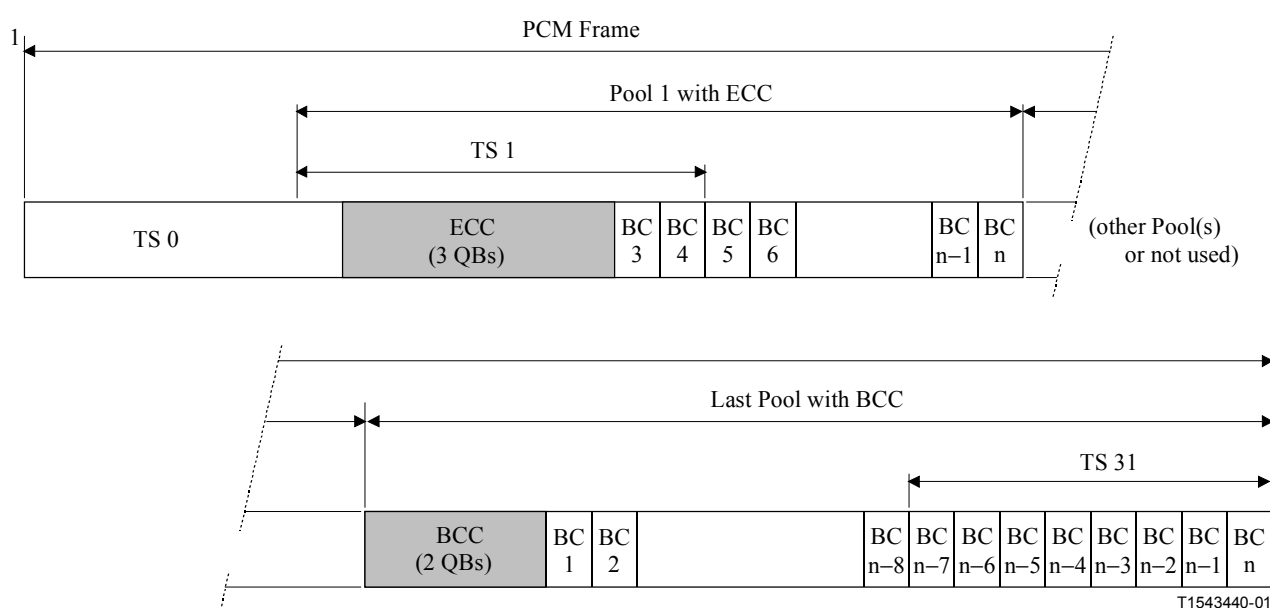 1
PCM Frame
Pool 1 with ECC
TS 1
TS 0
ECC
(3 QBs)
BC
3
BC
4
BC
5
BC
6
BC
n–1
BC
n
(other Pool(s)
or not used)
Last Pool with BCC
TS 31
BCC
(2 QBs)
BC
1
BC
2
BC
n–8
BC
n–7
BC
n–6
BC
n–5
BC
n–4
BC
n–3
BC
n–2
BC
n–1
BC
n
T1543440-01